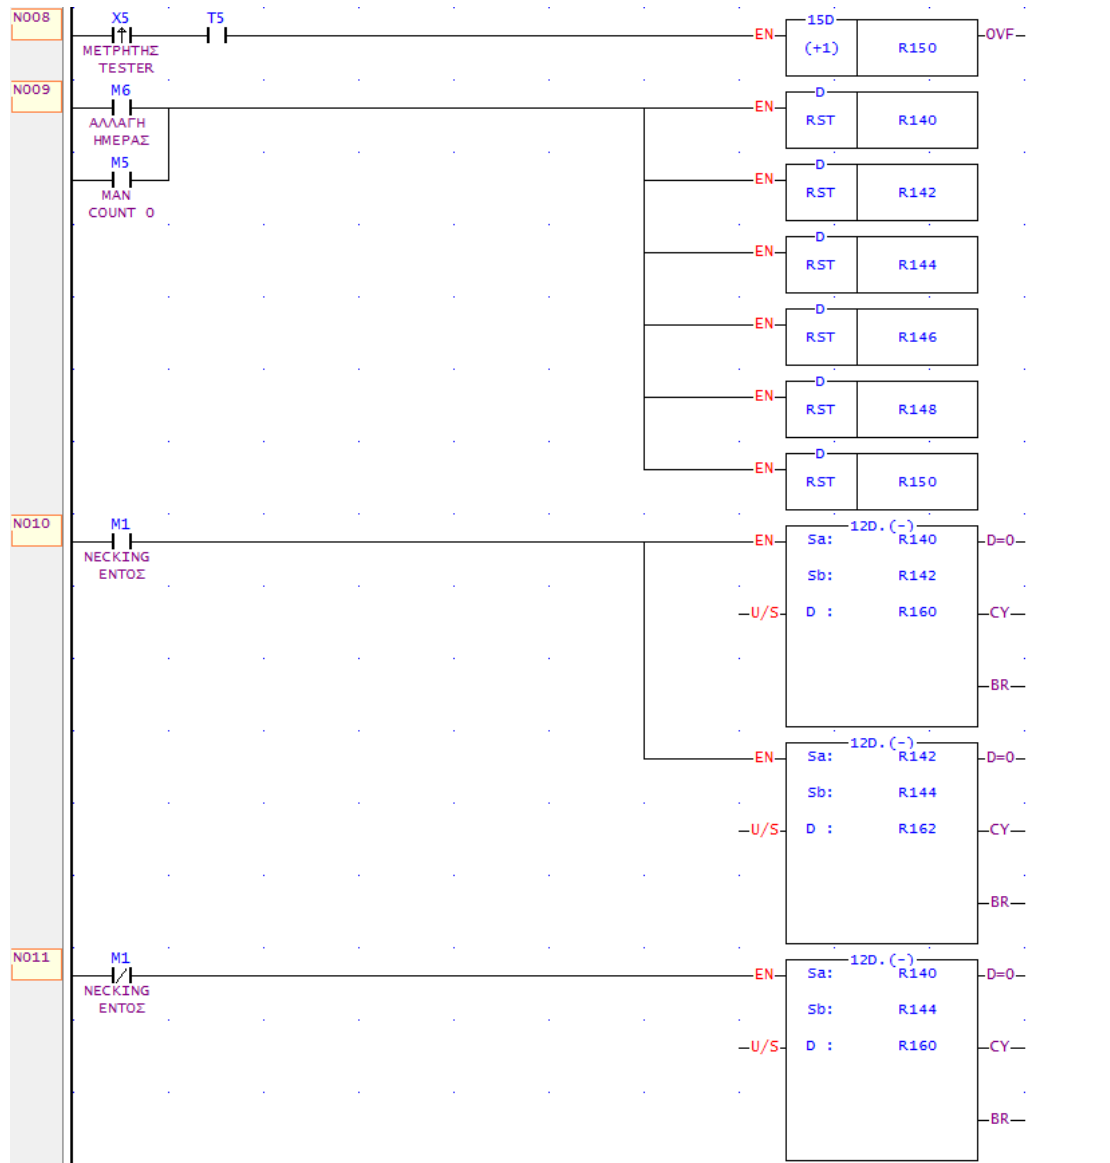 N008
X5
T5
ΜΕΤΡΗΤΗΣ
TESTER
EN
15D
(+1)
R150
OVF
N009
M6
ΑΛΛΑΓΗ
ΗΜΕΡΑΣ
EN
D
RST
R140
M5
MAN
COUNT 0
EN
D
RST
R142
EN
D
RST
R144
EN
D
RST
R146
EN
D
RST
R148
EN
D
RST
R150
N010
M1
NECKING
ΕΝΤΟΣ
12D.(-)
EN
Sa: R140
D=0
Sb: R142
U/S
D : R160
CY
BR
12D.(-)
EN
Sa: R142
D=0
Sb: R144
U/S
D : R162
CY
BR
N011
M1
NECKING
ΕΝΤΟΣ
12D.(-)
EN
Sa: R140
D=0
Sb: R144
U/S
D : R160
CY
BR